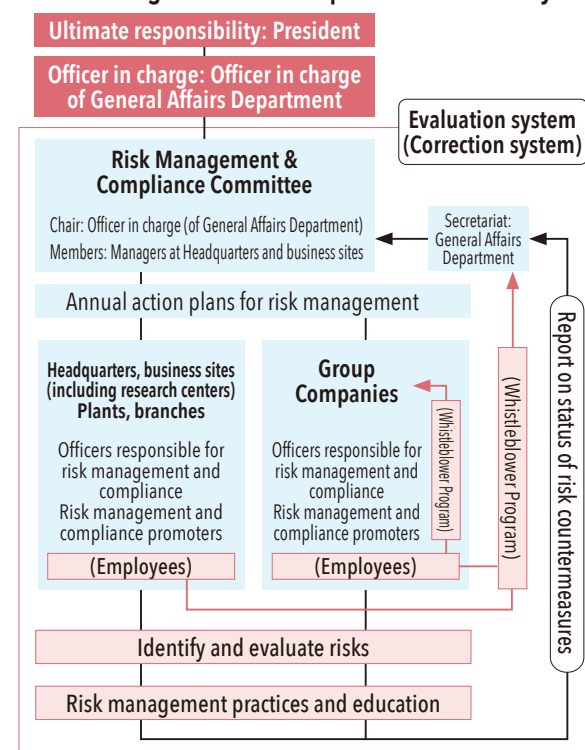 Ultimate responsibility: President
Officer in charge: Officer in charge
of General Affairs Department
Evaluation system
(Correction system)
Risk Management &
Compliance Committee
Chair: Officer in charge (of General Affairs Department)
Members: Managers at Headquarters and business sites
Secretariat:
General Affairs
Department
Annual action plans for risk management
Headquarters, business sites
(including research centers)
Plants, branches
Officers responsible for
risk management and
compliance
Risk management and
compliance promoters
(Employees)
Group
Companies
Officers responsible for
risk management and
compliance
Risk management and
compliance promoters
(Employees)
(Whistleblower Program)
(Whistleblower Program)
Report on status of risk countermeasures
Identify and evaluate risks
Risk management practices and education